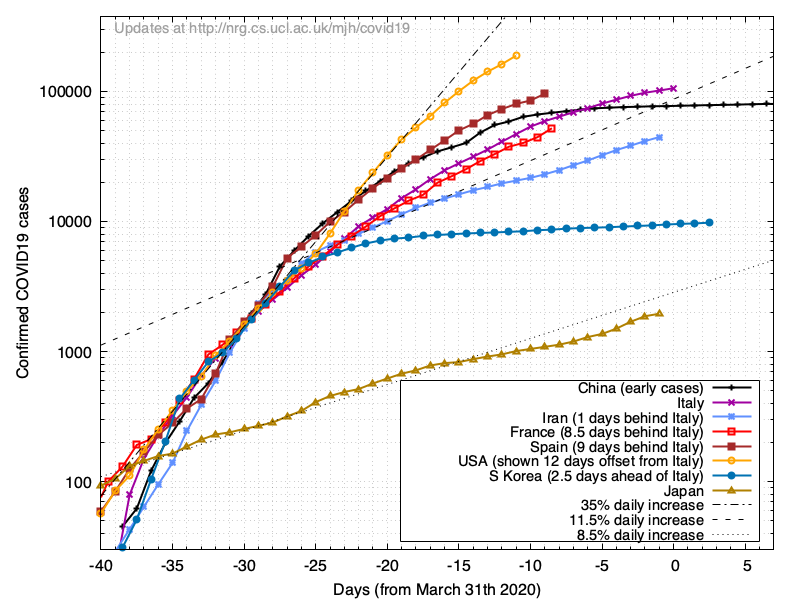 Updates at http://nrg.cs.ucl.ac.uk/mjh/covid19
Confirmed COVID19 cases
100000
10000
1000
100
China (early cases)
Italy
Iran (1 days behind Italy)
France (8.5 days behind Italy)
Spain (9 days behind Italy)
USA (shown 12 days offset from Italy)
S Korea (2.5 days ahead of Italy)
Japan
35% daily increase
11.5% daily increase
8.5% daily increase
-40 -35 -30 -25 -20 -15 -10 -5 0 5
Days (from March 31th 2020)